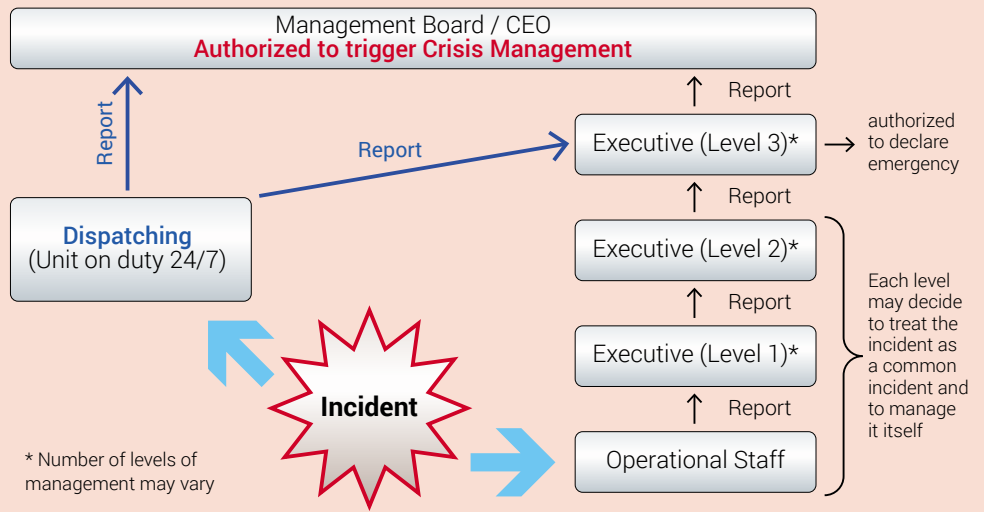 Management Board / CEO
Authorized to trigger Crisis Management
Report
Report
Report
Executive (Level 3)*
authorized
to declare
emergency
Report
Dispatching
(Unit on duty 24/7)
Executive (Level 2)*
Report
Executive (Level 1)*
Each level
may decide
to treat the
incident as
a common
incident and
to manage
it itself
Report
Incident
Operational Staff
* Number of levels of
management may vary